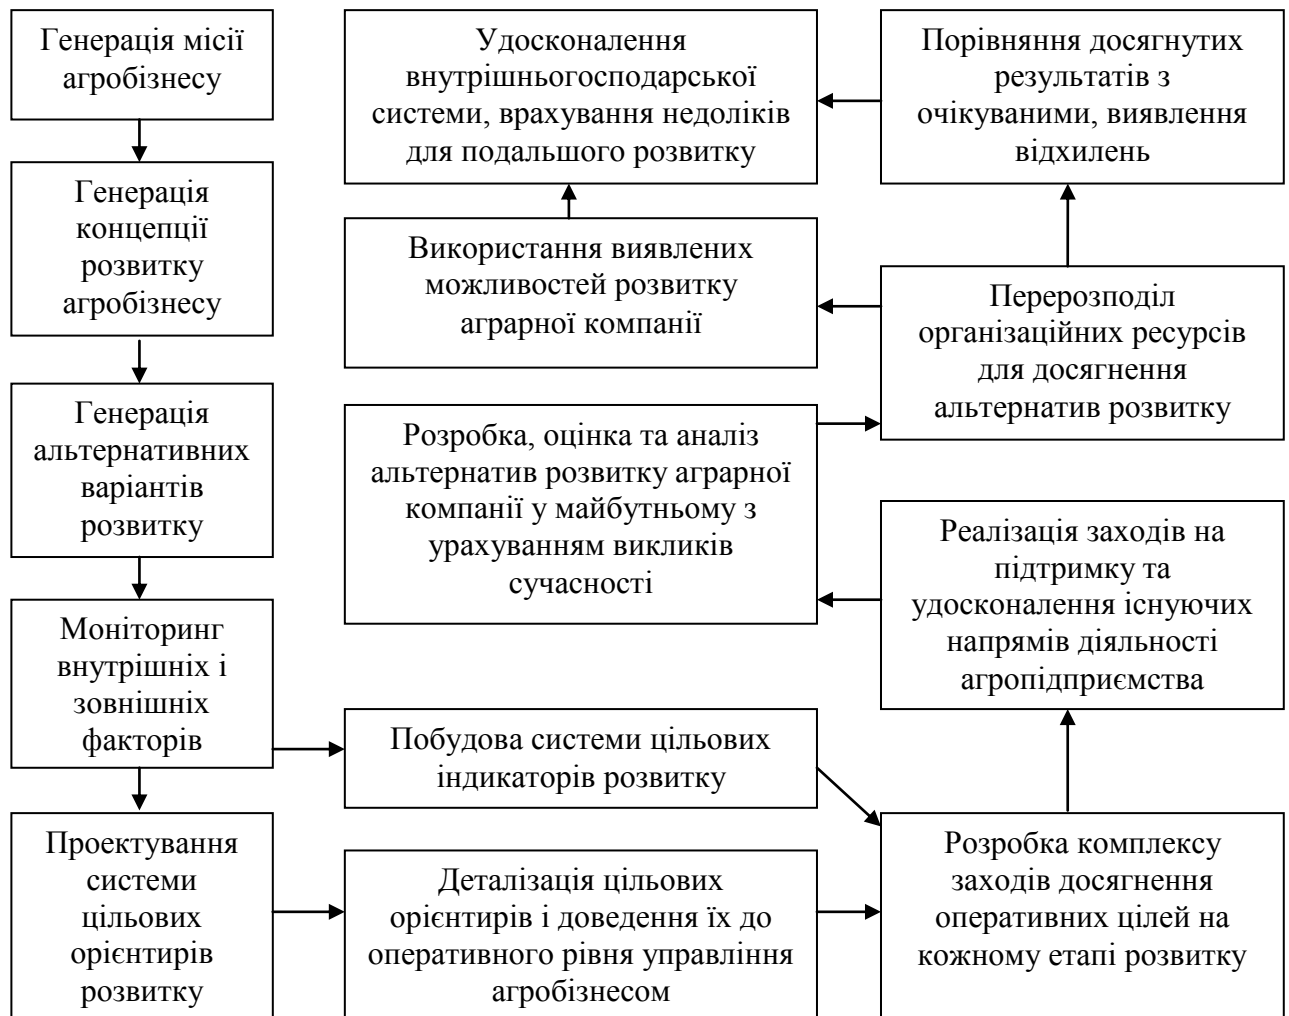 Генерація місії
агробізнесу
Генерація
концепції
розвитку
агробізнесу
Генерація
альтернативних
варіантів
розвитку
Моніторинг
внутрішніх і
зовнішніх
факторів
Проектування
системи
цільових
орієнтирів
розвитку
Удосконалення
внутрішньогосподарської
системи, врахування недоліків
для подальшого розвитку
Використання виявлених
можливостей розвитку
аграрної компанії
Розробка, оцінка та аналіз
альтернатив розвитку аграрної
компанії у майбутньому з
урахуванням викликів
сучасності
Побудова системи цільових
індикаторів розвитку
Деталізація цільових
орієнтирів і доведення їх до
оперативного рівня управління
агробізнесом
Порівняння досягнутих
результатів з
очікуваними, виявлення
відхилень
Перерозподіл
організаційних ресурсів
для досягнення
альтернатив розвитку
Реалізація заходів на
підтримку та
удосконалення існуючих
напрямів діяльності
агропідприємства
Розробка комплексу
заходів досягнення
оперативних цілей на
кожному етапі розвитку